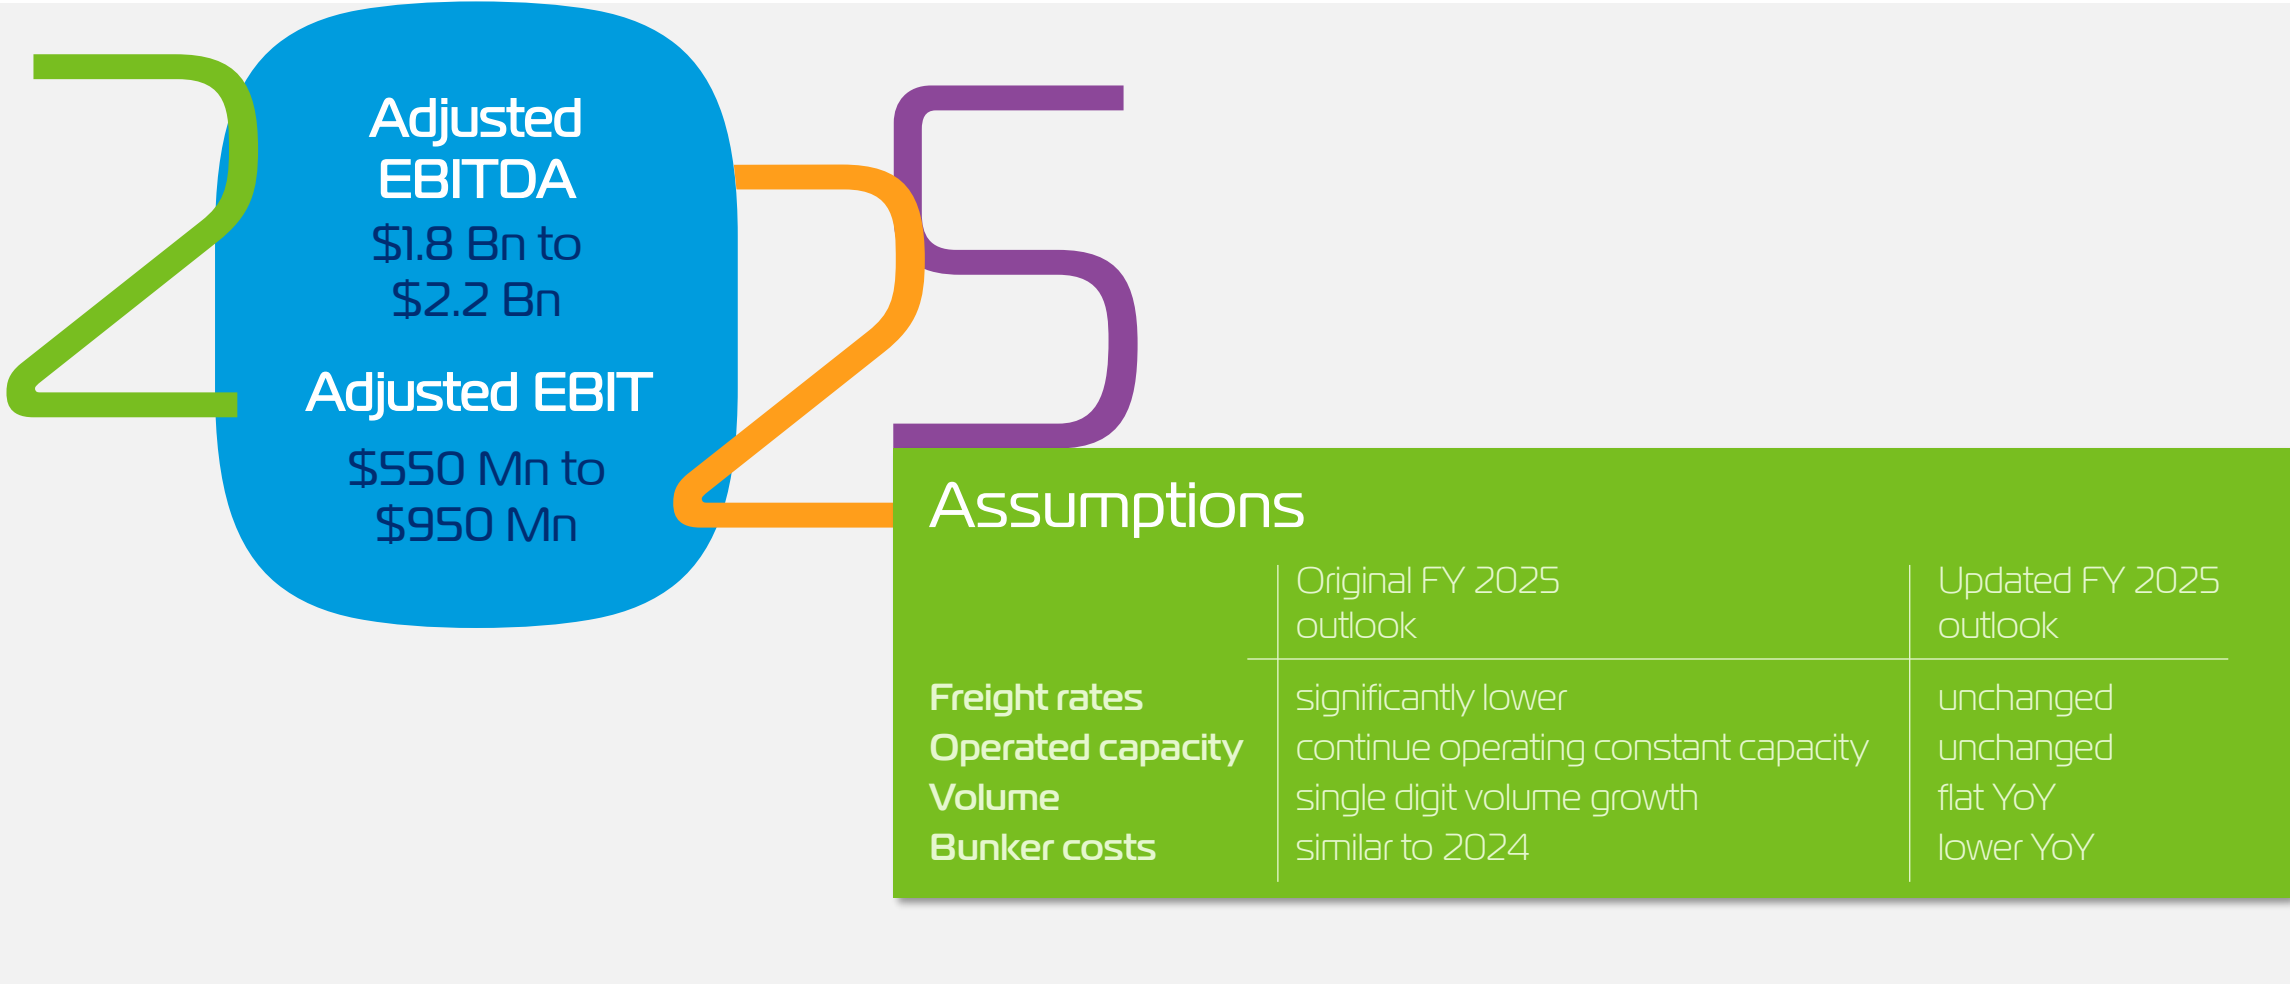 2025
Adjusted
EBITDA
$1.8 Bn to
$2.2 Bn
Adjusted EBIT
$550 Mn to
$950 Mn
Assumptions
Original FY 2025
outlook
Updated FY 2025
outlook
Freight rates significantly lower unchanged
Operated capacity continue operating constant capacity unchanged
Volume single digit volume growth flat YoY
Bunker costs similar to 2024 lower YoY